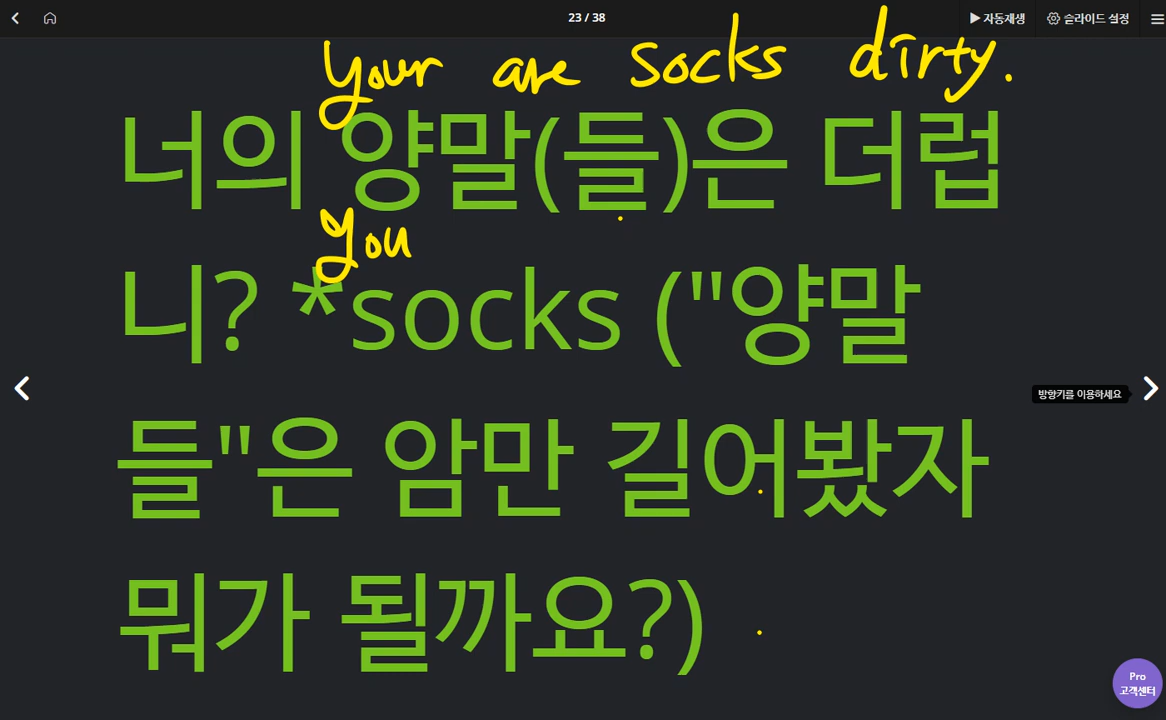 23 / 38
▶ 자동재생
슬라이드 설정
your are socks dirty.
너의 양말(들)은 더럽
you
니? *socks ("양말
방향키를 이용하세요
들"은 암만 길어봤자
뭐가 될까요?)
Pro
고객센터